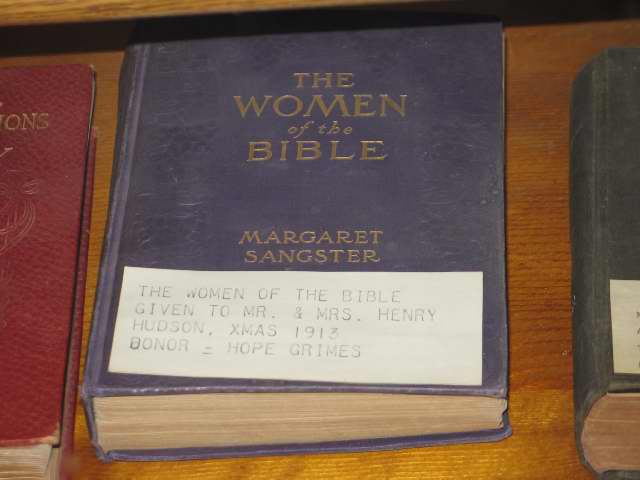 THE
WOMEN
of the
BIBLE
MARGARET
SANGSTER
THE WOMEN OF THE BIBLE
GIVEN TO MR. & MRS. HENRY
HUDSON, XMAS 1913
DONOR - HOPE GRIMES